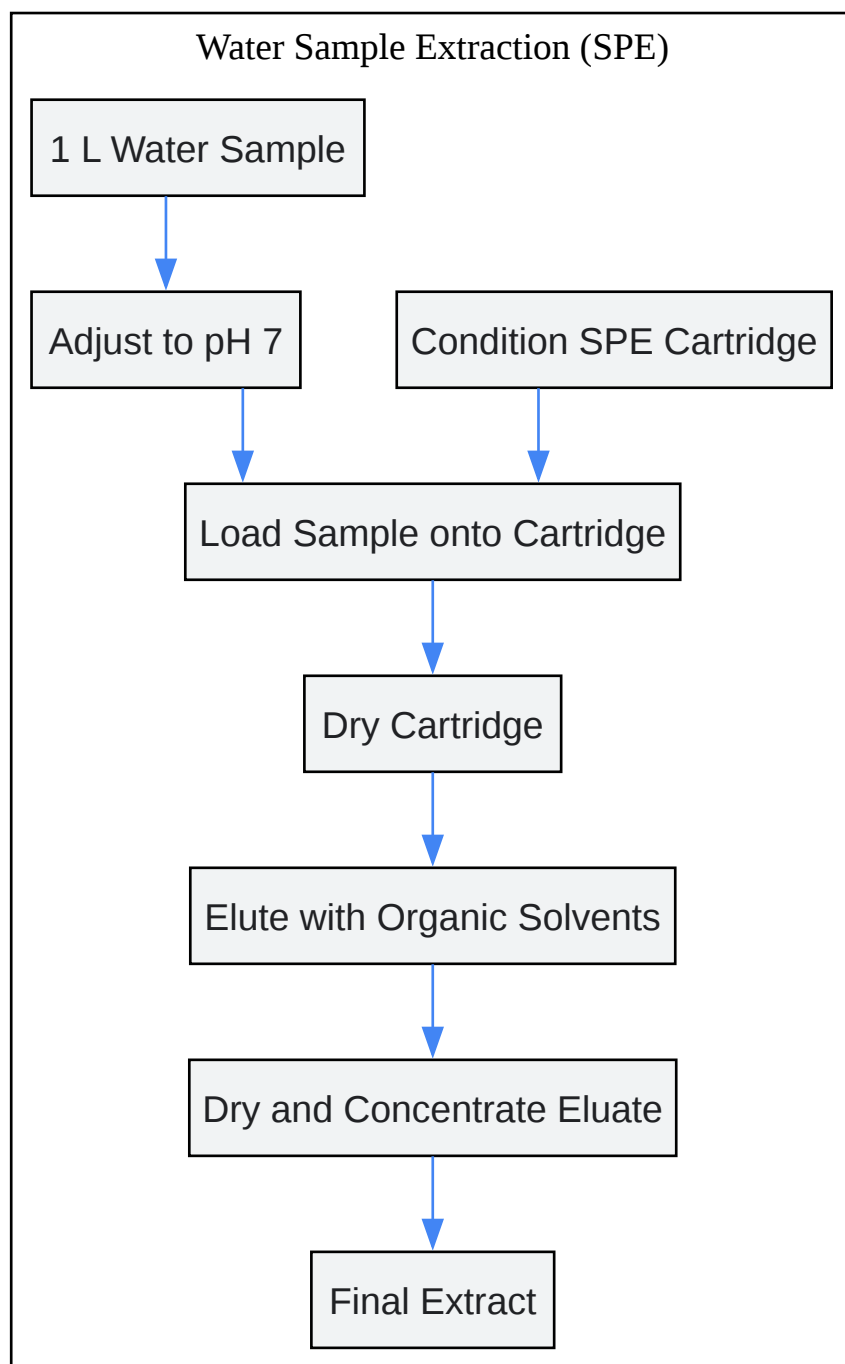 Water Sample Extraction (SPE)
1 L Water Sample
Adjust to pH 7
Condition SPE Cartridge
Load Sample onto Cartridge
Dry Cartridge
Elute with Organic Solvents
Dry and Concentrate Eluate
Final Extract